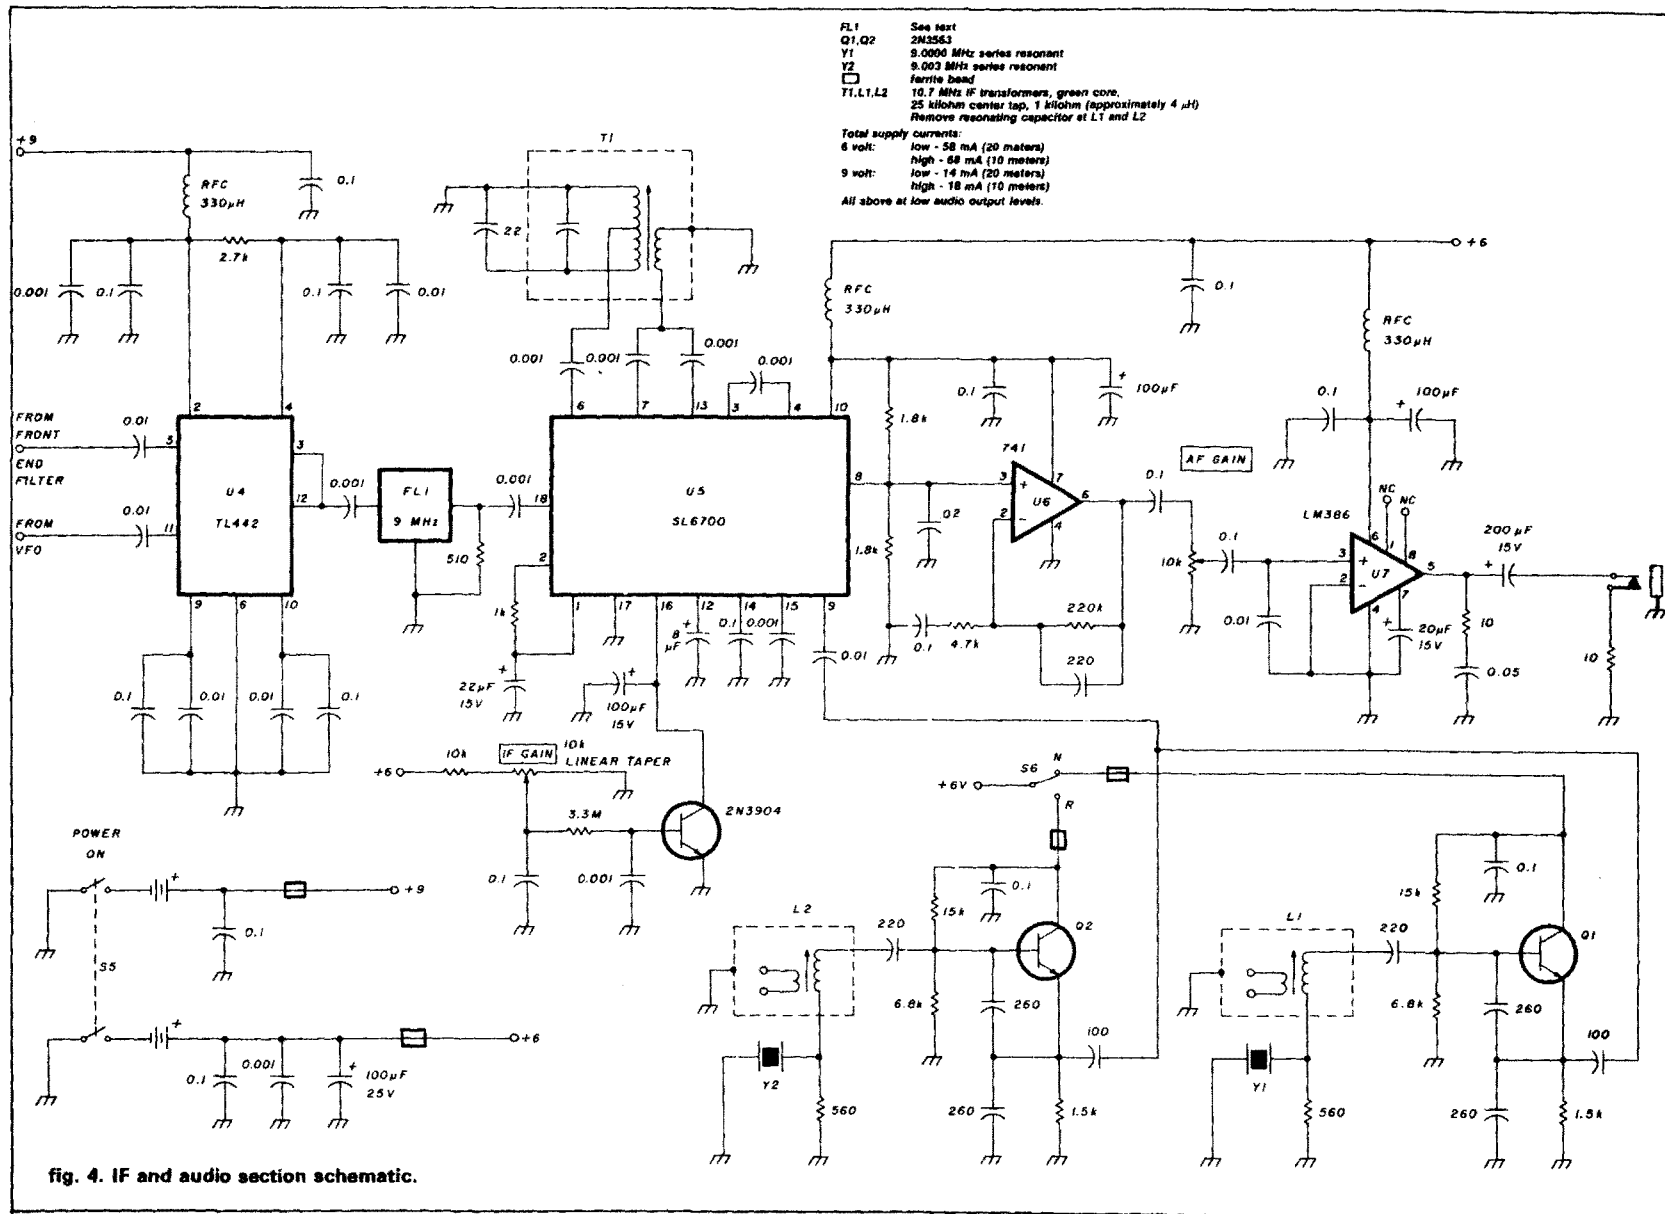 FL1 See text
Q1,Q2 2N3563
Y1 9.0000 MHz series resonant
Y2 9.003 MHz series resonant
ferrite bead
T1,L1,L2 10.7 MHz IF transformers, green core,
25 kilohm center tap, 1 kilohm (approximately 4 µH)
Remove resonating capacitor at L1 and L2
Total supply currents:
6 volt: low - 58 mA (20 meters)
high - 68 mA (10 meters)
9 volt: low - 14 mA (20 meters)
high - 18 mA (10 meters)
All above at low audio output levels.
+9
RFC
330µH
0.1
T1
22
2.7k
0.001
0.1
0.1
0.01
RFC
330µH
0.1
+6
RFC
330µH
0.001
0.001
0.001
0.001
0.1
+
100µF
0.1
+
100µF
FROM
FRONT
END
FILTER
0.01
5
2
4
3
12
U4
TL442
FROM
VFO
0.01
11
9
6
10
0.001
FL1
9 MHz
510
0.001
18
6
7
13
3
4
10
U5
SL6700
8
2
1
17
16
12
14
15
9
1.8k
1.8k
741
3
+
2
-
U6
7
6
4
02
0.1
4.7k
220k
220
0.1
AF GAIN
10k
0.1
0.01
NC
NC
LM386
6
1
8
3
+
2
-
U7
5
4
7
+
20µF
15V
200µF
15V
+
10
0.05
10
1k
+
22µF
15V
+
100µF
15V
+
8
µF
0.1
0.001
0.01
0.1
0.01
0.01
0.1
+6
10k
IF GAIN
10k
LINEAR TAPER
3.3M
0.1
0.001
2N3904
+6V
S6
N
R
POWER
ON
+
+9
0.1
S5
+
+6
0.1
0.001
+
100µF
25V
L2
220
15k
0.1
Q2
6.8k
260
100
Y2
560
260
1.5k
L1
220
15k
0.1
Q1
6.8k
260
100
Y1
560
260
1.5k
fig. 4. IF and audio section schematic.